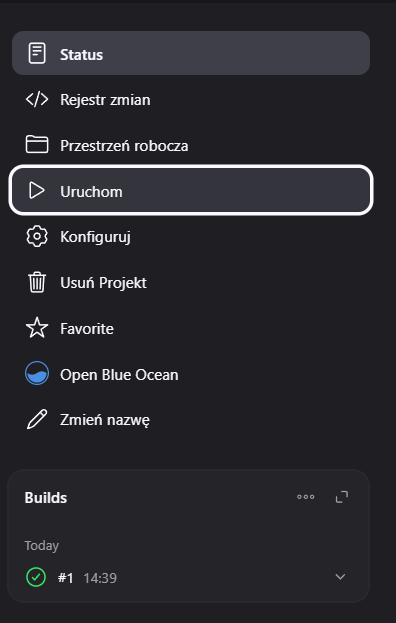 Status
Rejestr zmian
Przestrzeń robocza
Uruchom
Konfiguruj
Usuń Projekt
Favorite
Open Blue Ocean
Zmień nazwę
Builds
Today
#1 14:39